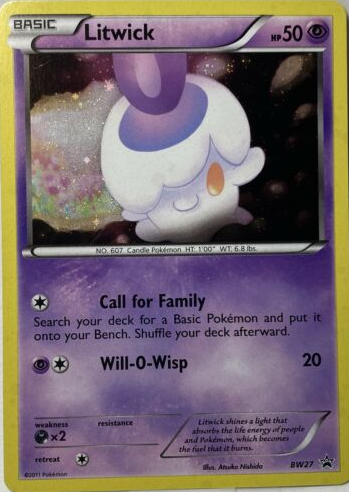 BASIC
Litwick
HP 50
NO. 607 Candle Pokémon HT: 1'00" WT: 6.8 lbs.
Call for Family
Search your deck for a Basic Pokémon and put it
onto your Bench. Shuffle your deck afterward.
Will-O-Wisp 20
weakness resistance
×2
retreat
Litwick shines a light that
absorbs the life energy of people
and Pokémon, which becomes
the fuel that it burns.
Illus. Atsuko Nishida BW27
©2011 Pokémon